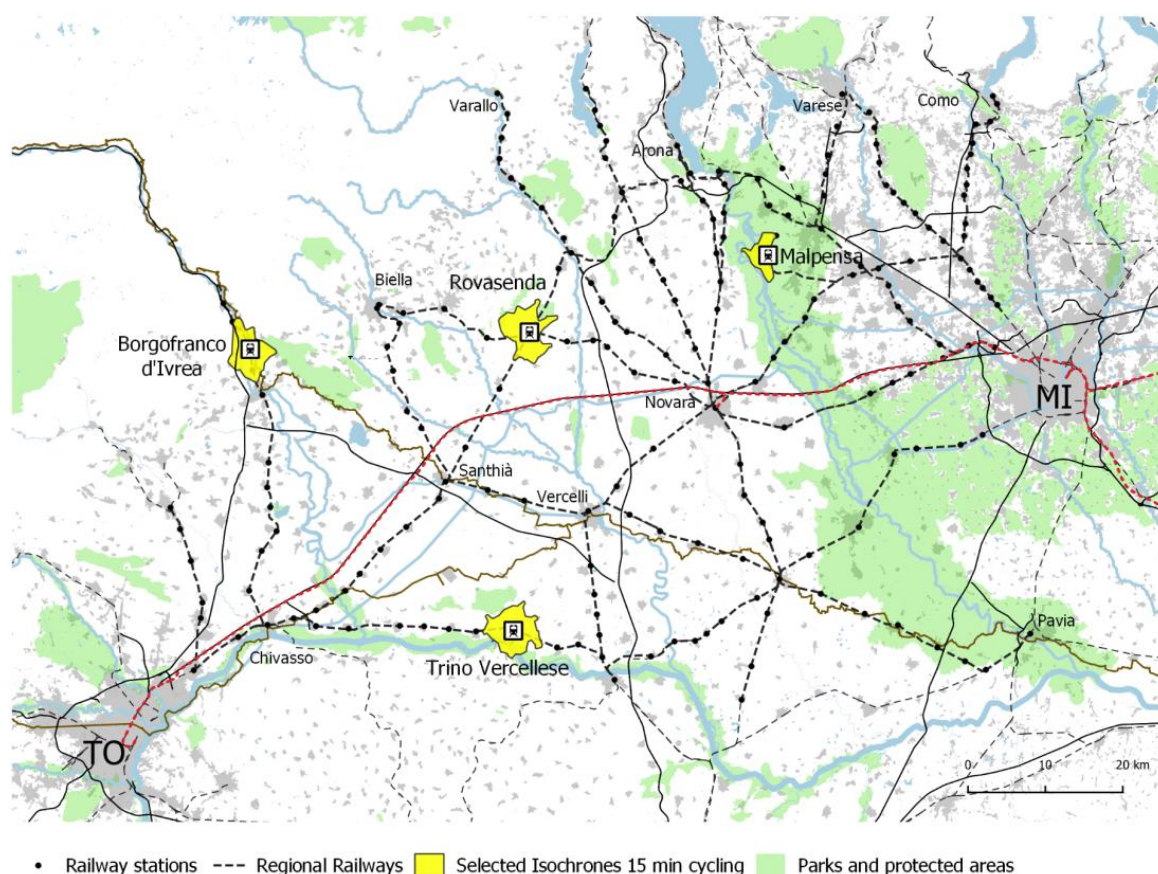 Varallo
Varese
Como
Arona
Malpensa
Rovasenda
Biella
Borgofranco
d'Ivrea
Novara
MI
Santhià
Vercelli
Pavia
Chivasso
Trino Vercellese
TO
0 10 20 km
Railway stations Regional Railways Selected Isochrones 15 min cycling Parks and protected areas